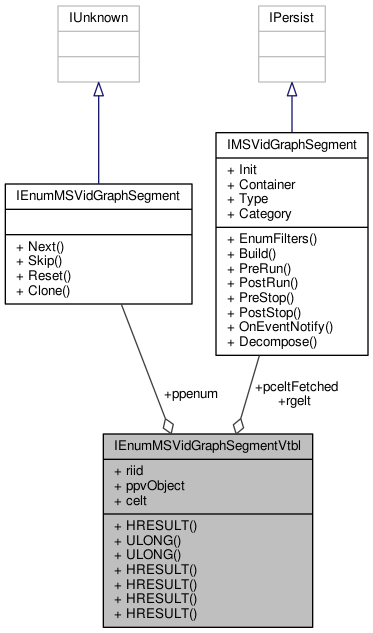 IUnknown
IPersist
IMSVidGraphSegment
+ Init
+ Container
+ Type
+ Category
+ EnumFilters()
+ Build()
+ PreRun()
+ PostRun()
+ PreStop()
+ PostStop()
+ OnEventNotify()
+ Decompose()
IEnumMSVidGraphSegment
+ Next()
+ Skip()
+ Reset()
+ Clone()
+ppenum
+pceltFetched
+rgelt
IEnumMSVidGraphSegmentVtbl
+ riid
+ ppvObject
+ celt
+ HRESULT()
+ ULONG()
+ ULONG()
+ HRESULT()
+ HRESULT()
+ HRESULT()
+ HRESULT()